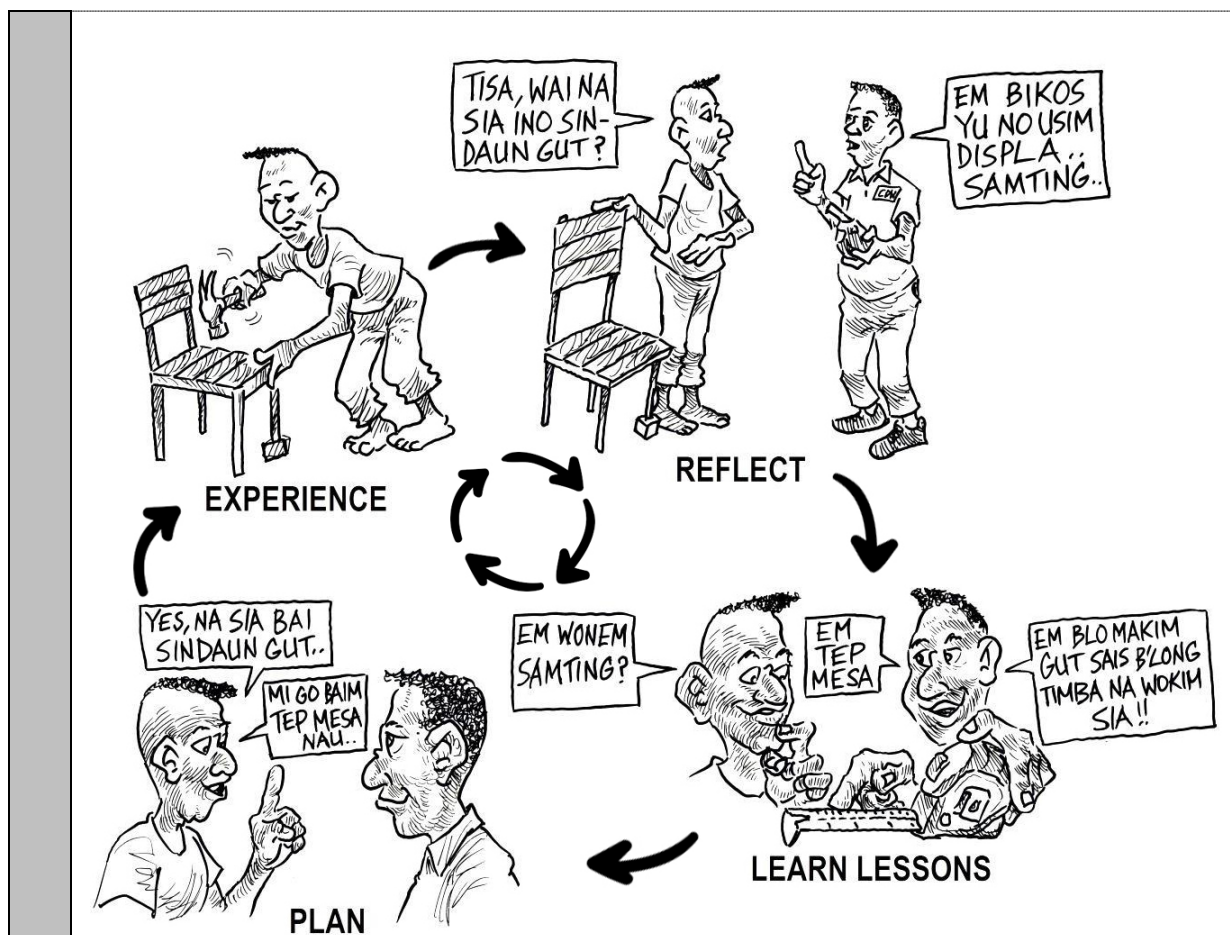 TISA, WAI NA
SIA INO SIN-
DAUN GUT?
EM BIKOS
YU NO USIM
DISPLA..
SAMTING..
EXPERIENCE
REFLECT
EM WONEM
SAMTING?
EM
TEP
MESA
EM BLO MAKIM
GUT SAIS B'LONG
TIMBA NA WOKIM
SIA!!
LEARN LESSONS
YES, NA SIA BAI
SINDAUN GUT..
MI GO BAIM
TEP MESA
NAU..
PLAN